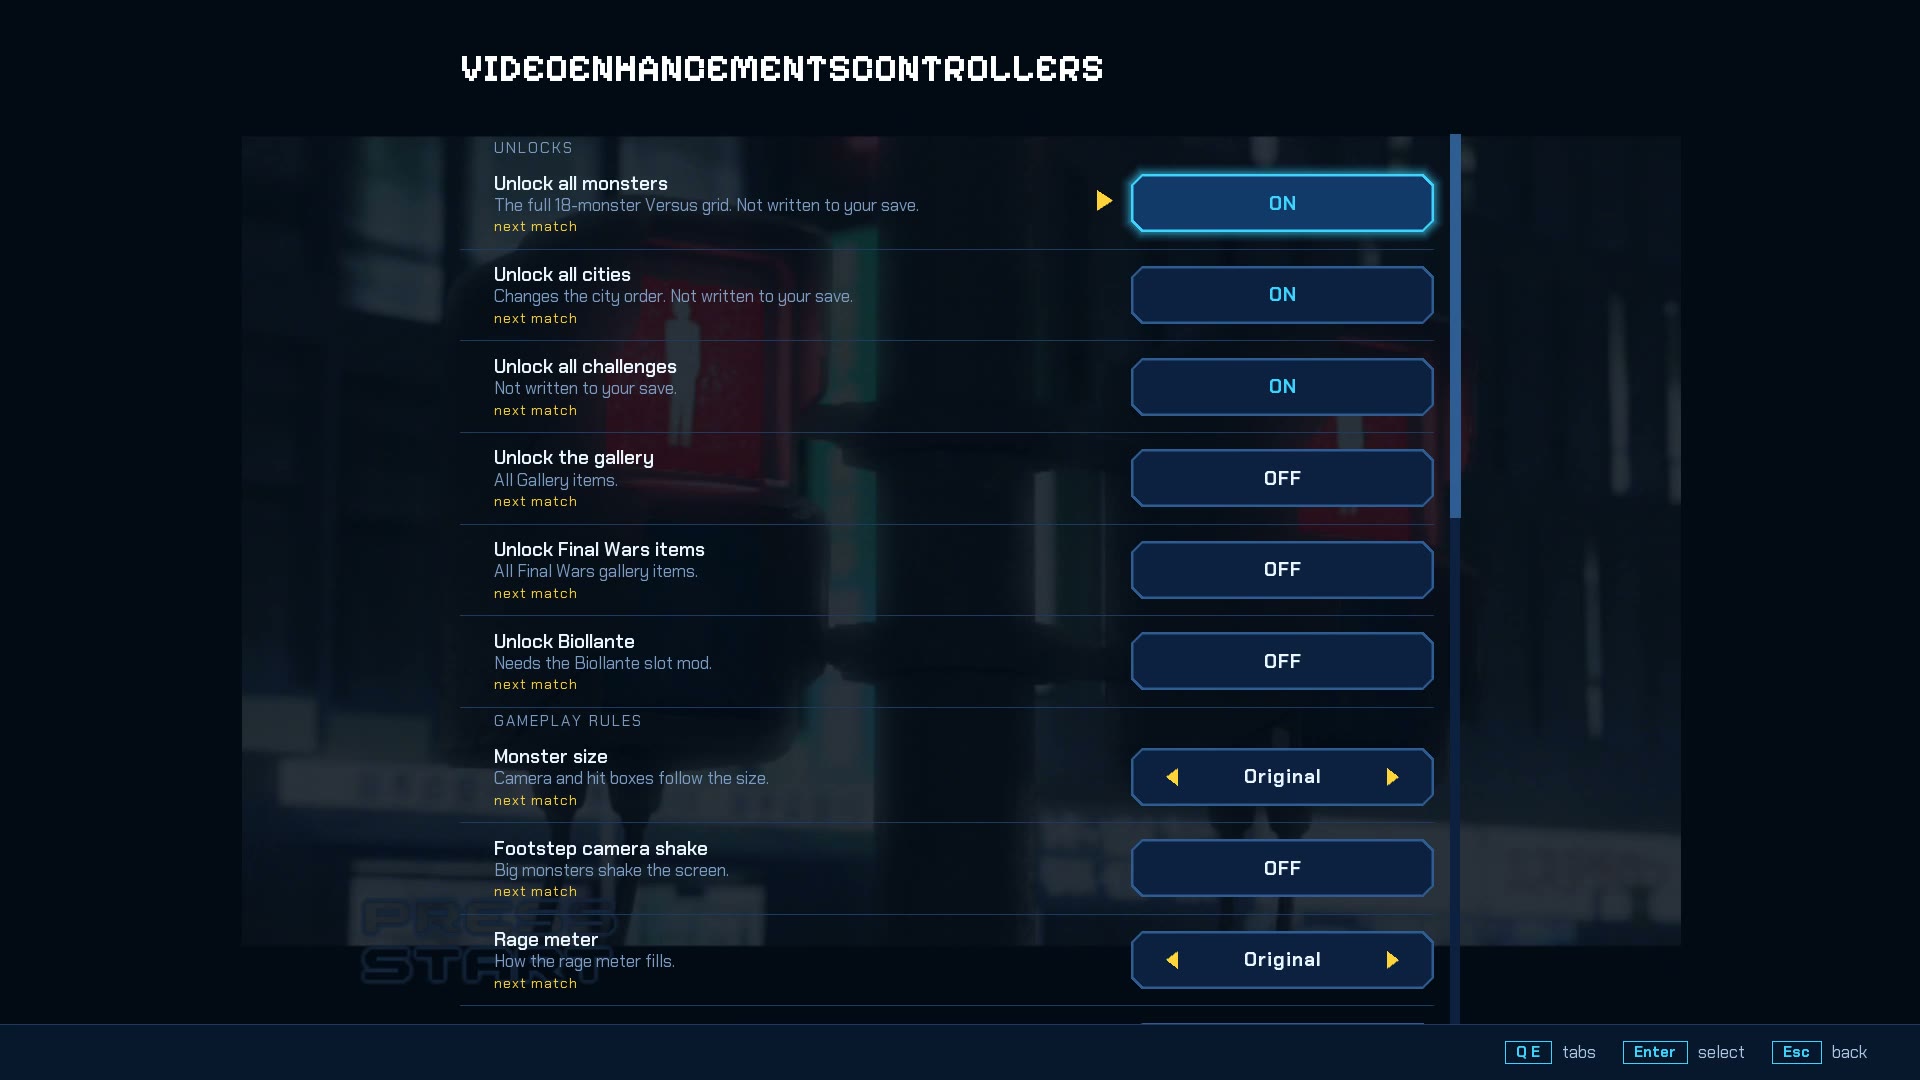 VIDEOENHANCEMENTSCONTROLLERS
UNLOCKS
Unlock all monsters
The full 18-monster Versus grid. Not written to your save.
next match
ON
Unlock all cities
Changes the city order. Not written to your save.
next match
ON
Unlock all challenges
Not written to your save.
next match
ON
Unlock the gallery
All Gallery items.
next match
OFF
Unlock Final Wars items
All Final Wars gallery items.
next match
OFF
Unlock Biollante
Needs the Biollante slot mod.
next match
OFF
GAMEPLAY RULES
Monster size
Camera and hit boxes follow the size.
next match
Original
Footstep camera shake
Big monsters shake the screen.
next match
OFF
PRESS
START
Rage meter
How the rage meter fills.
next match
Original
Q E tabs Enter select Esc back